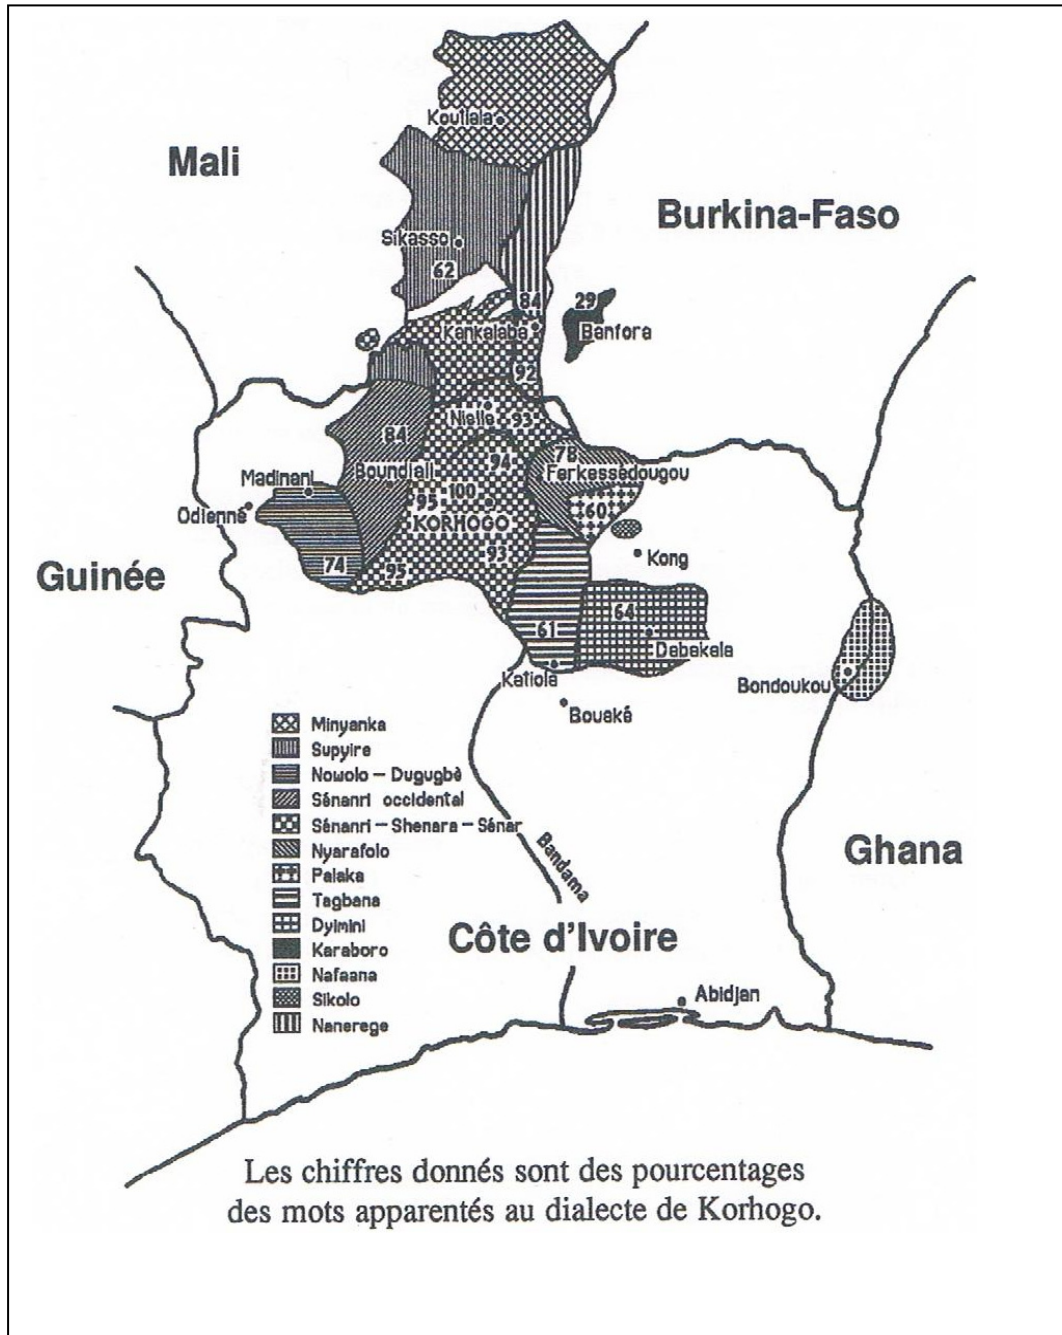 Koutiala
Mali
Burkina-Faso
Sikasso
62
84
29
Kankalaba
Banfora
92
Nielle
93
84
78
94
Ferkessédougou
Boundiali
Madinani
100
95
60
Odienné
KORHOGO
93
Kong
Guinée
74
95
64
61
Dabakala
Katiola
Bondoukou
Bouaké
Minyanka
Supyire
Nowolo – Dugugbè
Sénanri occidental
Sénanri – Shenara – Sénar
Nyarafolo
Palaka
Tagbana
Dyimini
Karaboro
Nafaana
Sikolo
Nanerege
Bandama
Ghana
Côte d'Ivoire
Abidjan
Les chiffres donnés sont des pourcentages
des mots apparentés au dialecte de Korhogo.